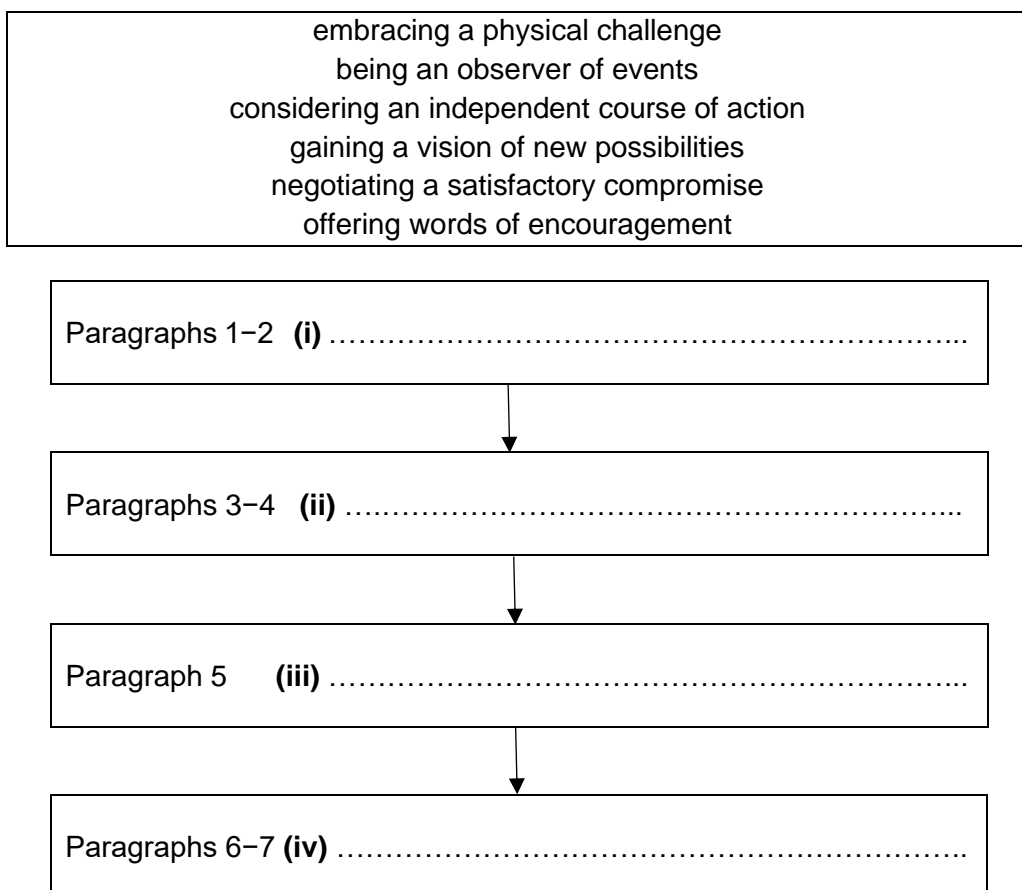 embracing a physical challenge
being an observer of events
considering an independent course of action
gaining a vision of new possibilities
negotiating a satisfactory compromise
offering words of encouragement
Paragraphs 1−2 (i) ………………………………………………………...
Paragraphs 3−4 (ii) ………………………………………………………...
Paragraph 5 (iii) ………………………………………………………...
Paragraphs 6−7 (iv) ………………………………………………………..